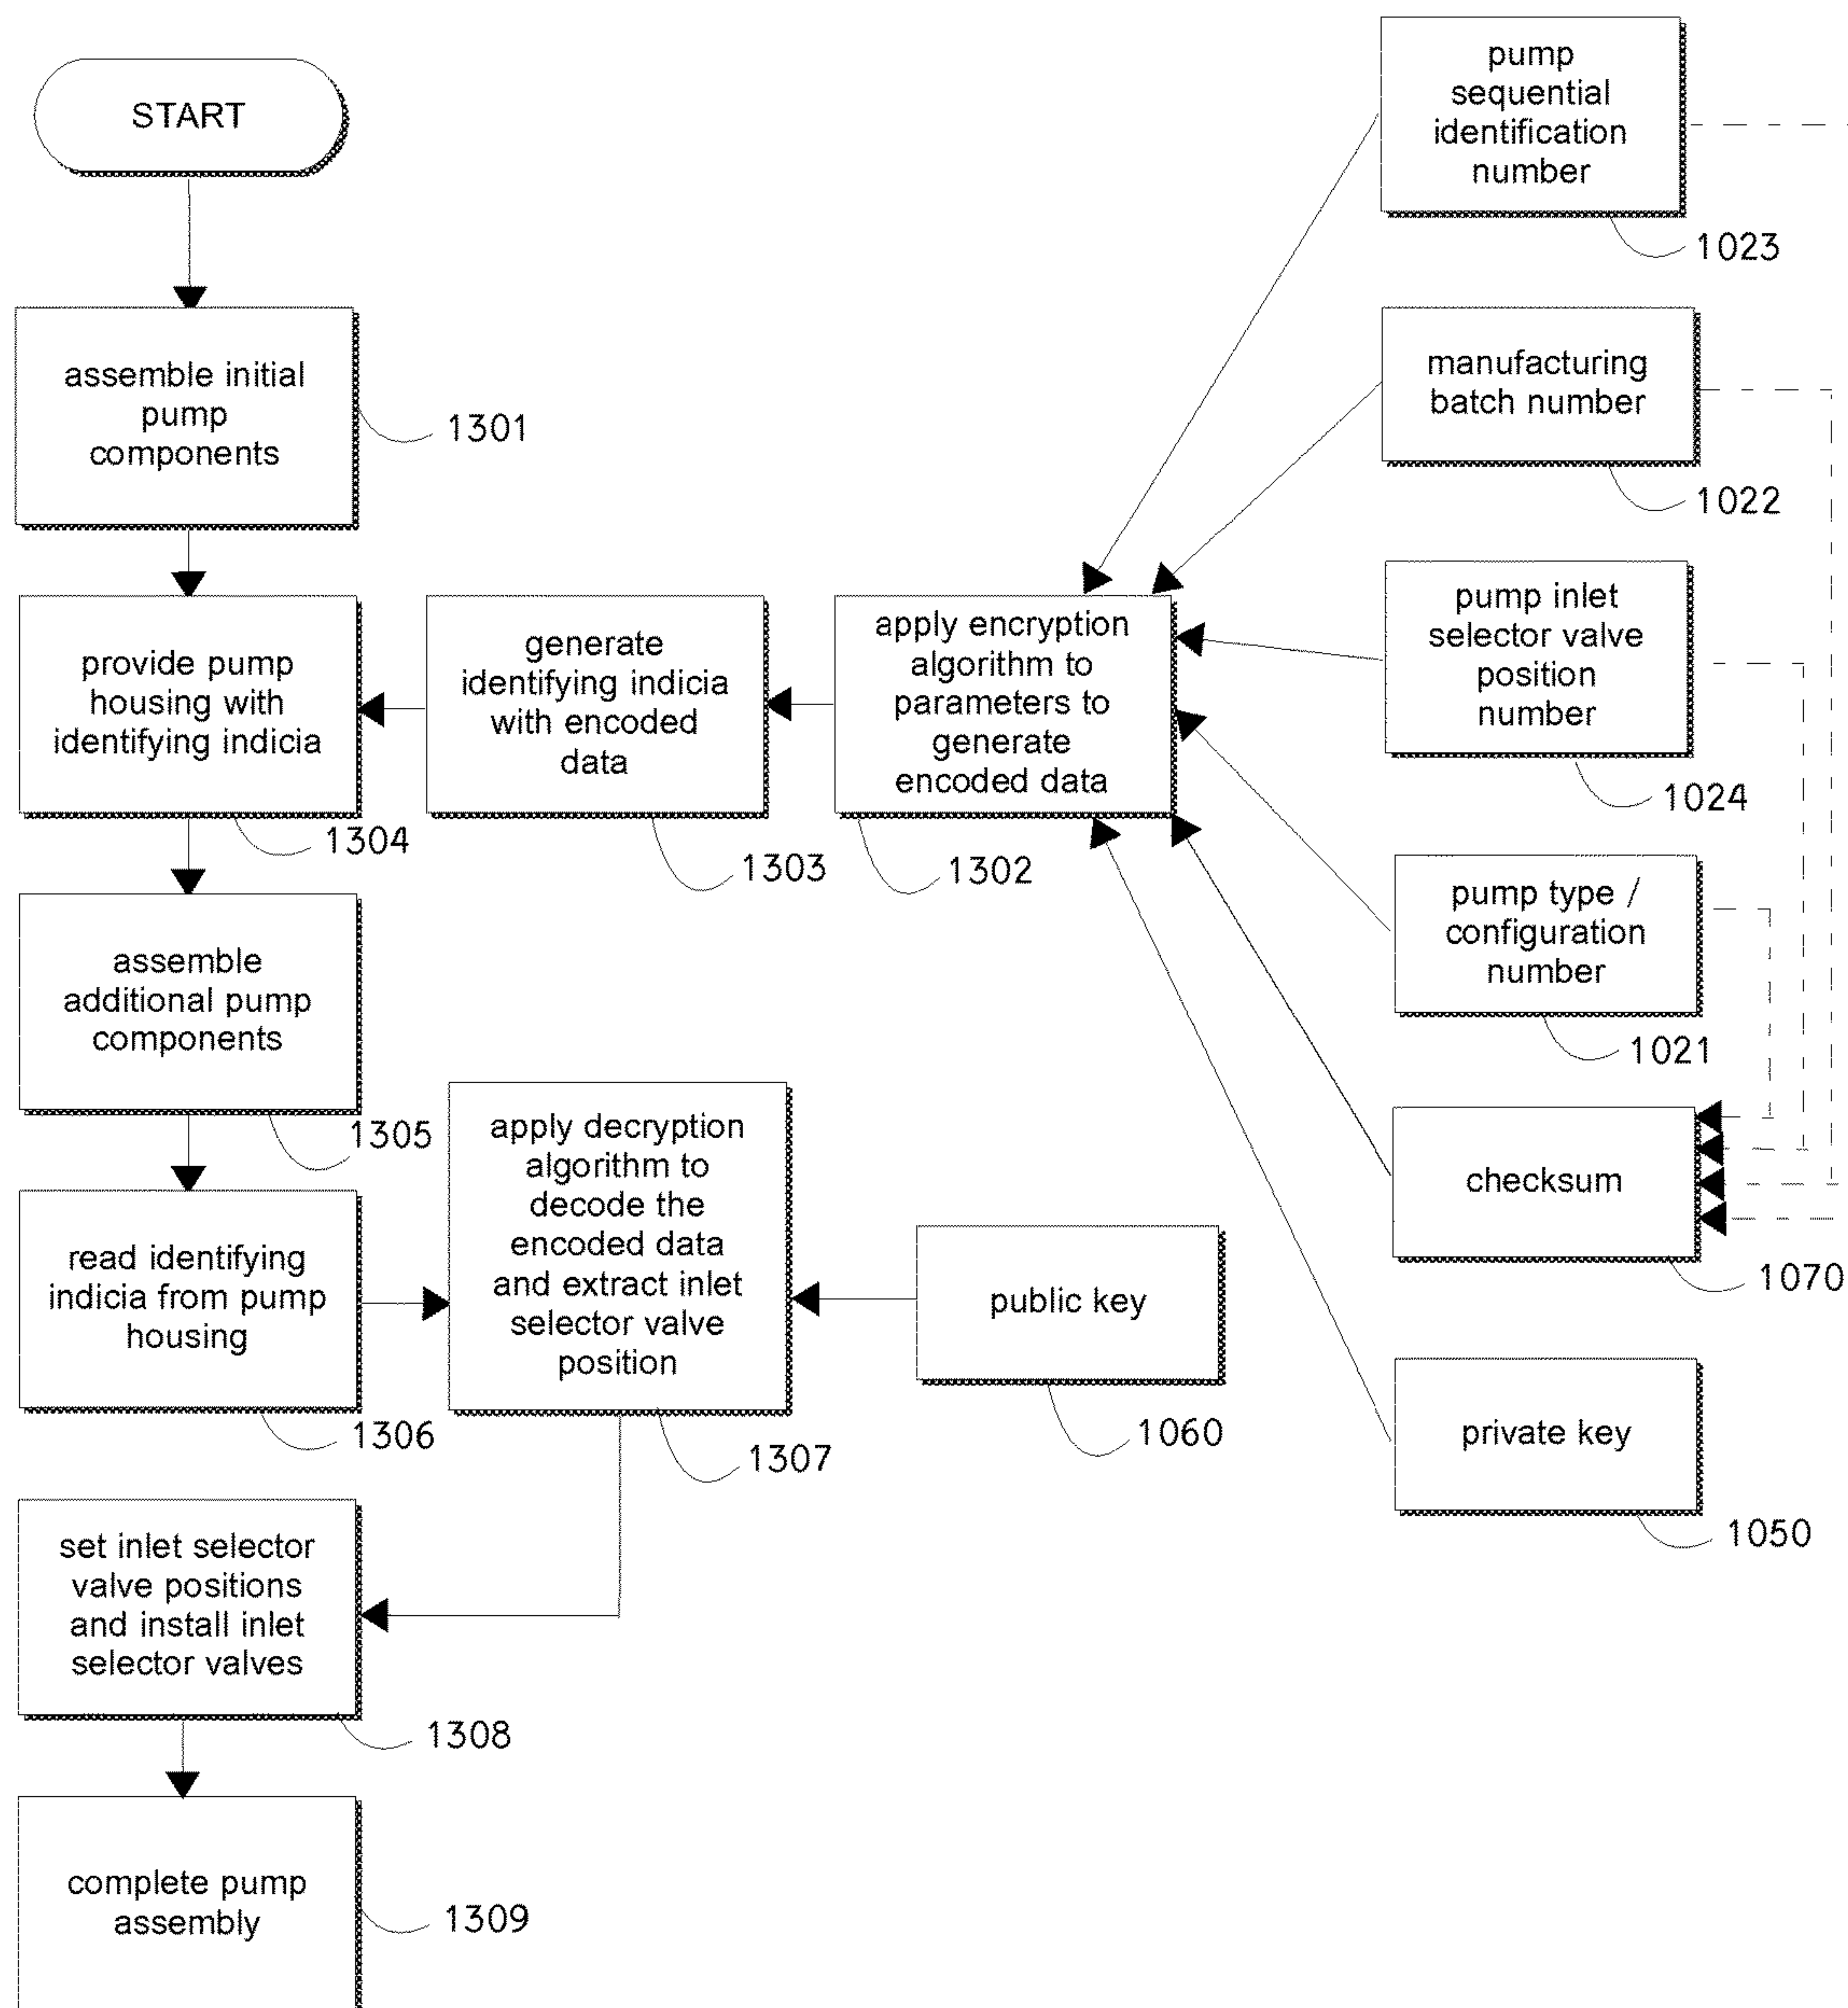 START
assemble initial
pump
components
1301
provide pump
housing with
identifying indicia
1304
generate
identifying indicia
with encoded
data
1303
apply encryption
algorithm to
parameters to
generate
encoded data
1302
pump
sequential
identification
number
1023
manufacturing
batch number
1022
pump inlet
selector valve
position
number
1024
pump type /
configuration
number
1021
checksum
1070
private key
1050
assemble
additional pump
components
1305
read identifying
indicia from pump
housing
1306
apply decryption
algorithm to
decode the
encoded data
and extract inlet
selector valve
position
1307
public key
1060
set inlet selector
valve positions
and install inlet
selector valves
1308
complete pump
assembly
1309